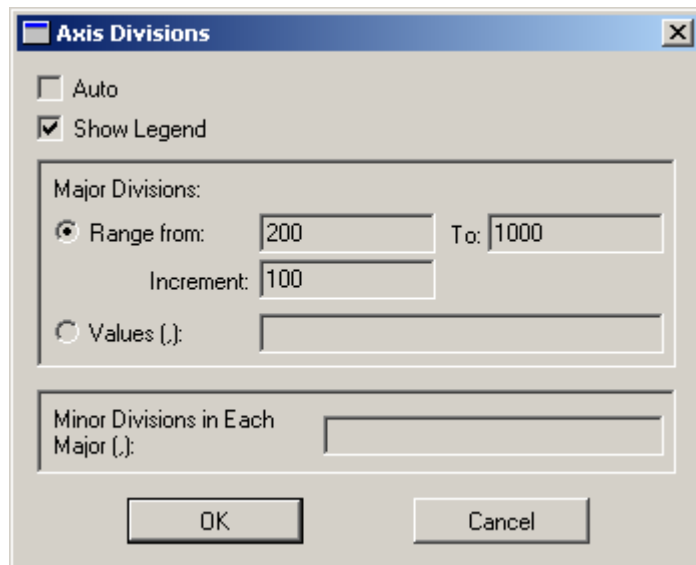 Axis Divisions
Auto
Show Legend
Major Divisions:
Range from: 200 To: 1000
Increment: 100
Values (,):
Minor Divisions in Each
Major (,):
OK Cancel